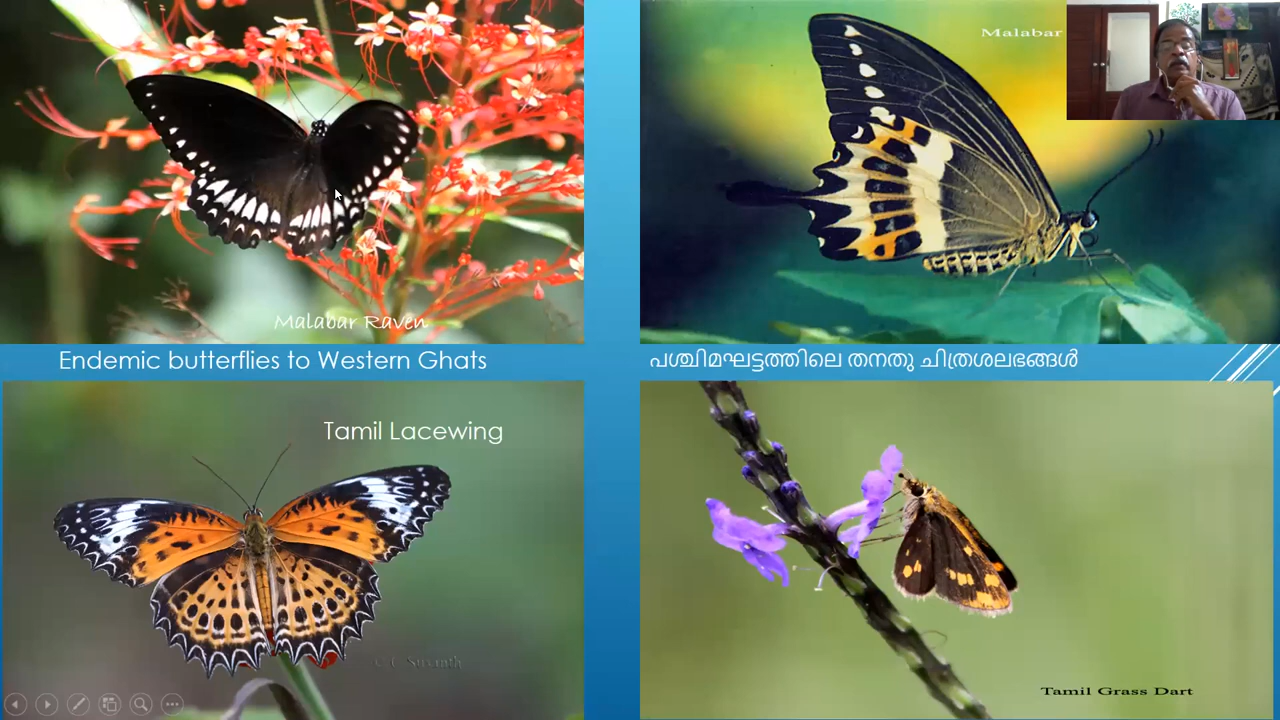 Malabar
Malabar Raven
Endemic butterflies to Western Ghats
പശ്ചിമഘട്ടത്തിലെ തനതു ചിത്രശലഭങ്ങൾ
Tamil Lacewing
Tamil Grass Dart